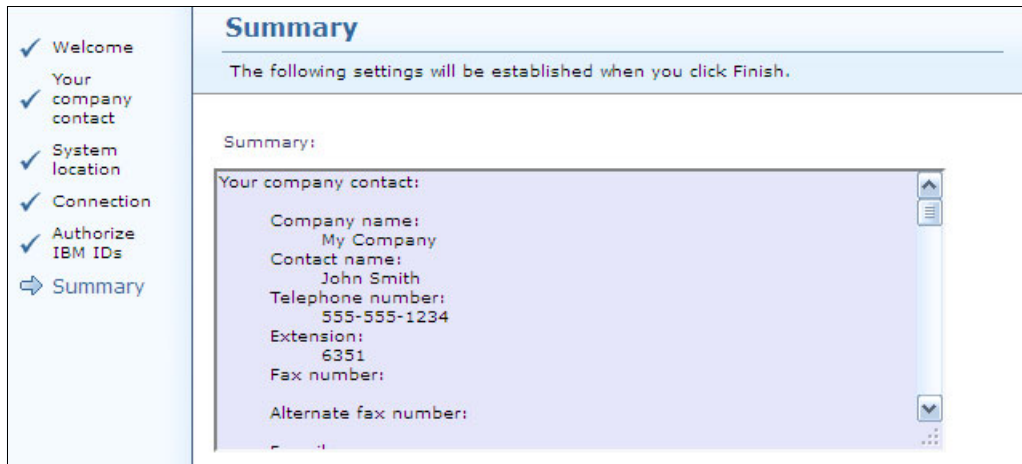 Welcome
Your
company
contact
System
location
Connection
Authorize
IBM IDs
Summary
Summary
The following settings will be established when you click Finish.
Summary:
Your company contact:
Company name:
My Company
Contact name:
John Smith
Telephone number:
555-555-1234
Extension:
6351
Fax number:
Alternate fax number: